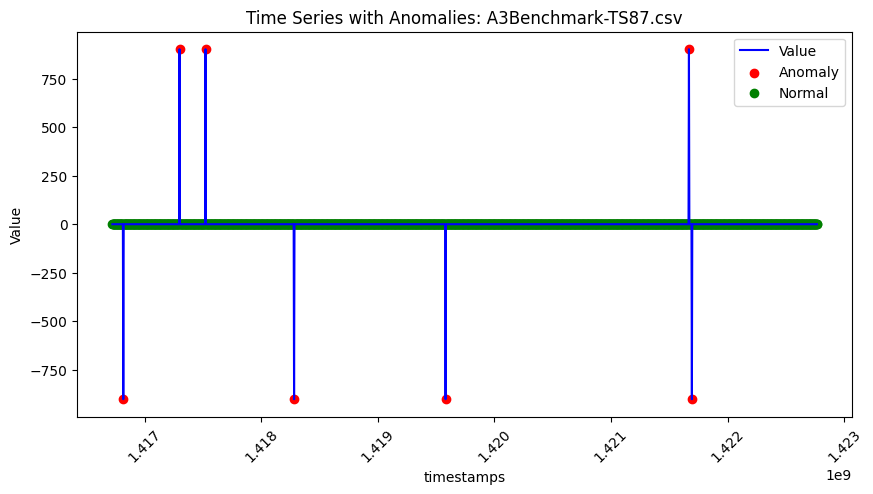 Time Series with Anomalies: A3Benchmark-TS87.csv
Value
Anomaly
Normal
750
500
250
0
−250
−500
−750
Value
1.417
1.418
1.419
1.420
1.421
1.422
1.423
1e9
timestamps